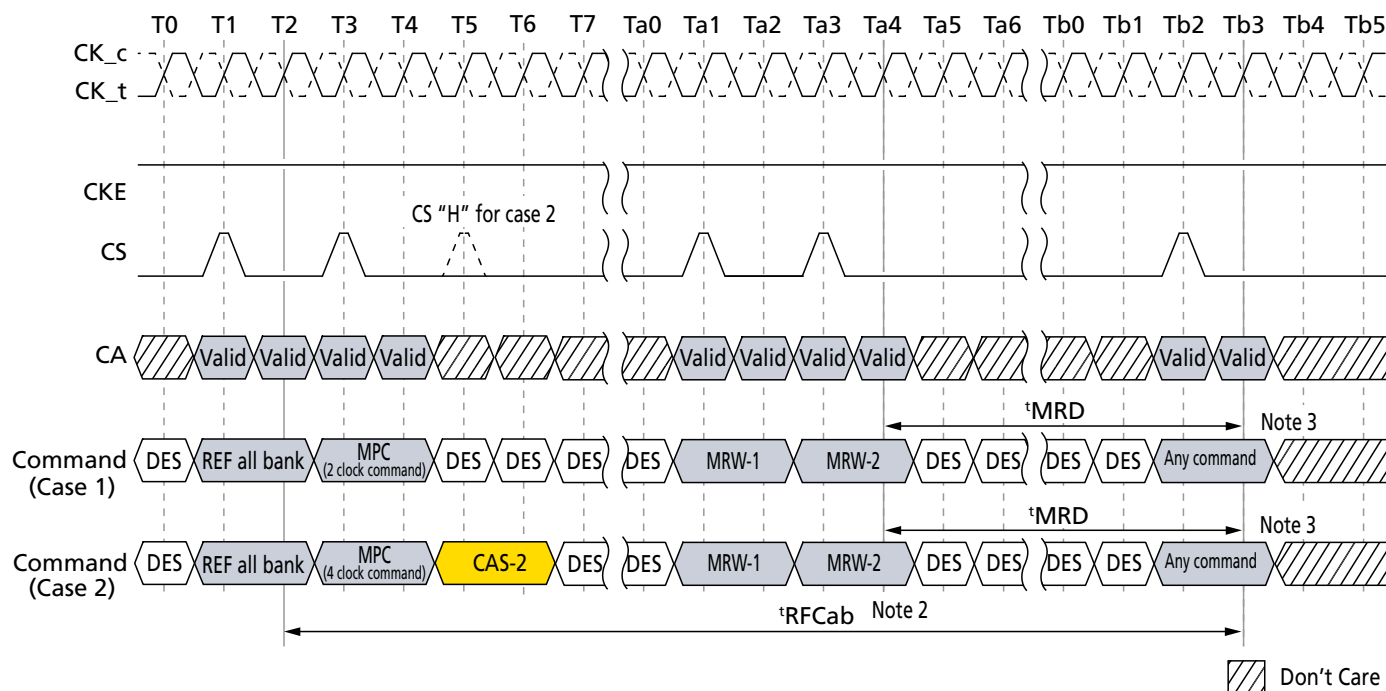 T0 T1 T2 T3 T4 T5 T6 T7 Ta0 Ta1 Ta2 Ta3 Ta4 Ta5 Ta6 Tb0 Tb1 Tb2 Tb3 Tb4 Tb5
CK_c
CK_t
CKE
CS "H" for case 2
CS
CA Valid Valid Valid Valid Valid Valid Valid Valid Valid Valid
tMRD Note 3
Command (Case 1) DES REF all bank MPC (2 clock command) DES DES DES DES MRW-1 MRW-2 DES DES DES DES Any command
tMRD Note 3
Command (Case 2) DES REF all bank MPC (4 clock command) CAS-2 DES DES MRW-1 MRW-2 DES DES DES DES Any command
tRFCab Note 2
Don't Care